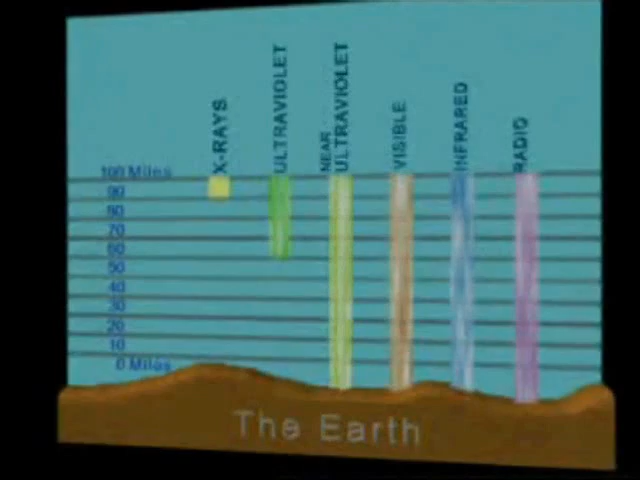 X-RAYS
ULTRAVIOLET
NEAR
ULTRAVIOLET
VISIBLE
INFRARED
RADIO
100 Miles
90
80
70
60
50
40
30
20
10
0 Miles
The Earth